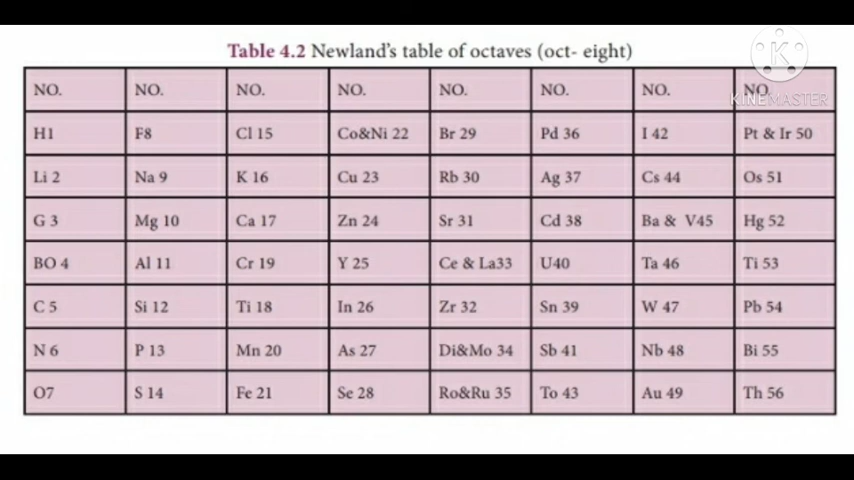 Table 4.2 Newland's table of octaves (oct- eight)
K
KINEMASTER
NO. NO. NO. NO. NO. NO. NO. NO.
H1 F8 Cl 15 Co&Ni 22 Br 29 Pd 36 I 42 Pt & Ir 50
Li 2 Na 9 K 16 Cu 23 Rb 30 Ag 37 Cs 44 Os 51
G 3 Mg 10 Ca 17 Zn 24 Sr 31 Cd 38 Ba & V45 Hg 52
BO 4 Al 11 Cr 19 Y 25 Ce & La33 U40 Ta 46 Ti 53
C 5 Si 12 Ti 18 In 26 Zr 32 Sn 39 W 47 Pb 54
N 6 P 13 Mn 20 As 27 Di&Mo 34 Sb 41 Nb 48 Bi 55
O7 S 14 Fe 21 Se 28 Ro&Ru 35 To 43 Au 49 Th 56